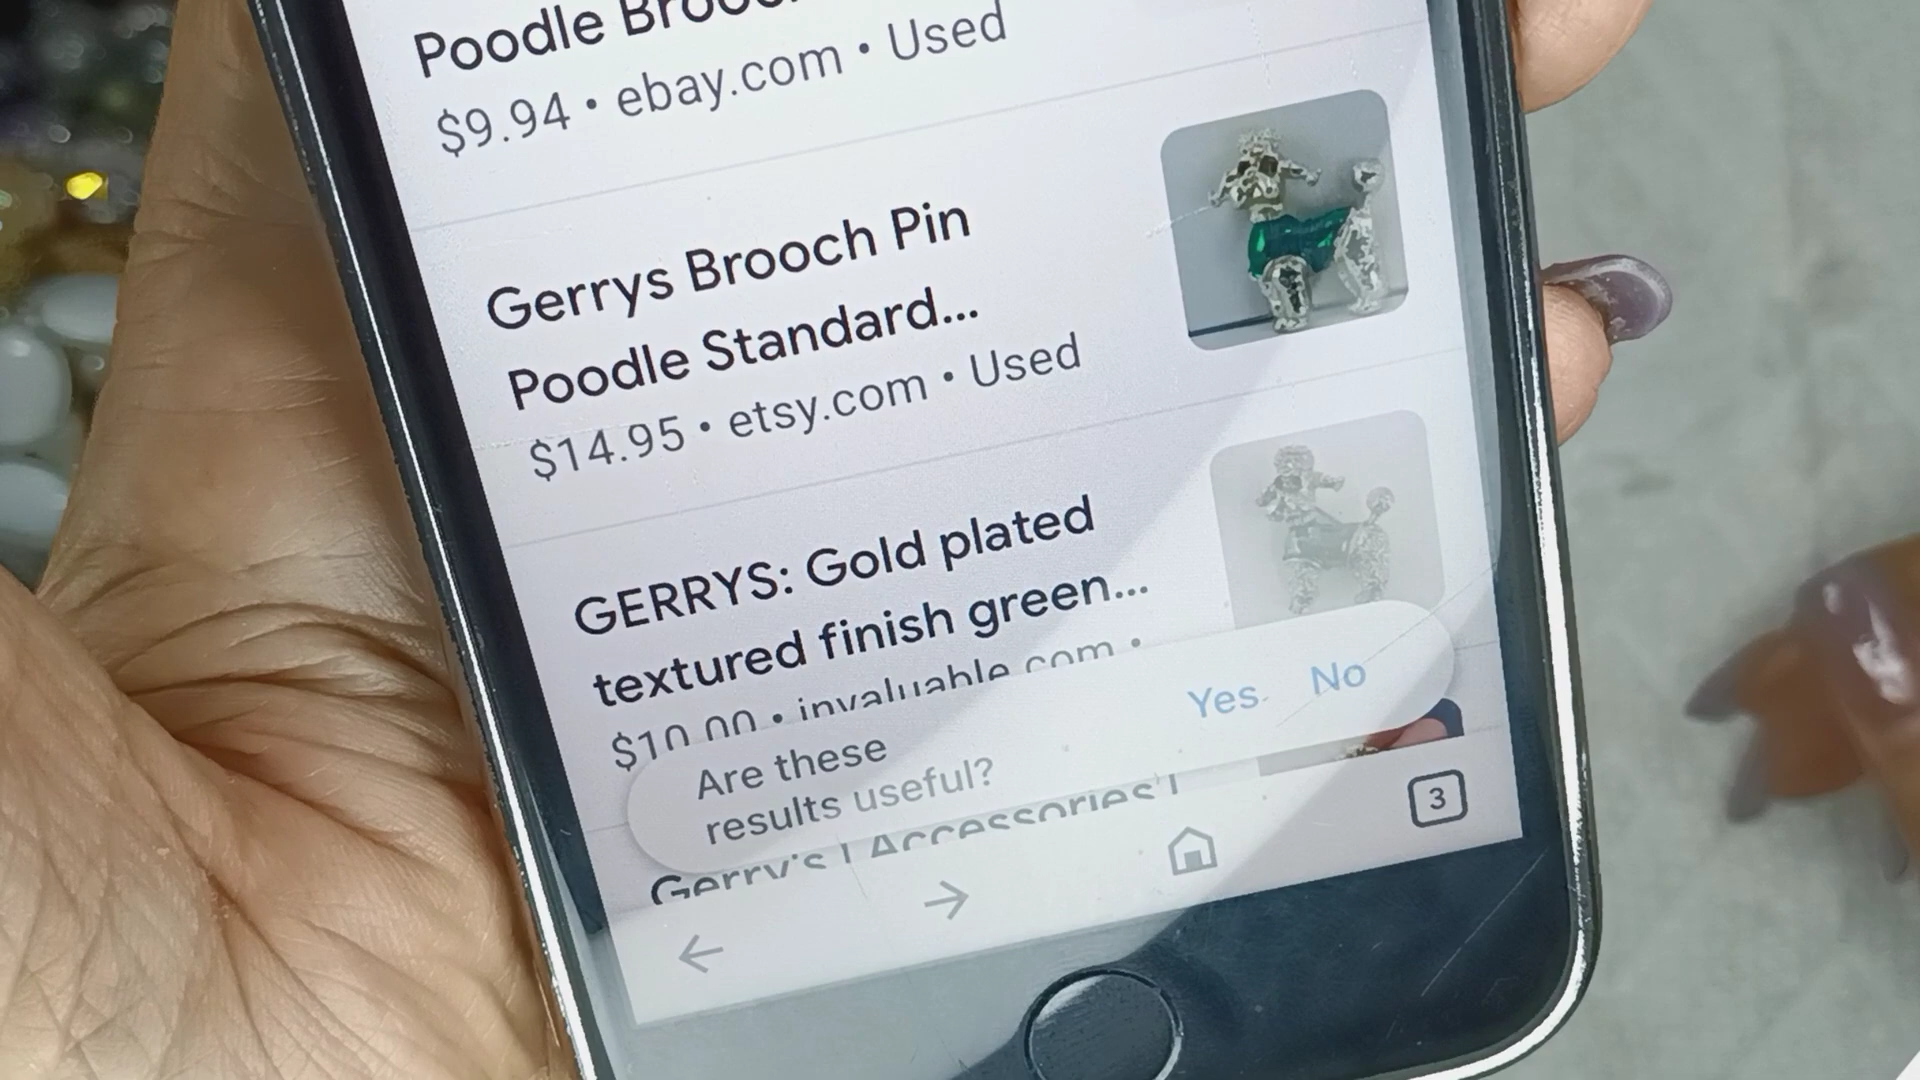 Poodle Brooch
$9.94 • ebay.com • Used
Gerrys Brooch Pin
Poodle Standard...
$14.95 • etsy.com • Used
GERRYS: Gold plated
textured finish green...
$10.00 • invaluable.com •
Yes No
Are these
results useful?
Gerry's | Accessories |
3